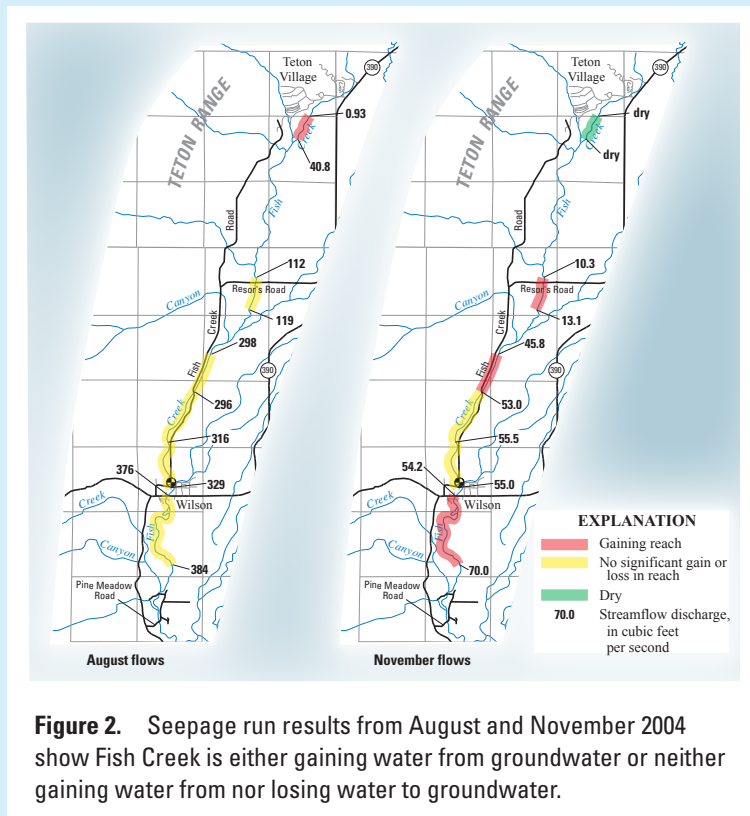 Teton
Village
390
TETON RANGE
0.93
Creek
40.8
Fish
Road
112
Resor's Road
Canyon
119
Creek
298
Fish
390
296
Creek
316
376
329
Creek
Wilson
Fish
Canyon
384
Pine Meadow
Road
August flows
Teton
Village
390
TETON RANGE
dry
Creek
dry
Fish
Road
10.3
Resor's Road
Canyon
13.1
Creek
45.8
Fish
390
53.0
Creek
55.5
54.2
55.0
Creek
Wilson
Fish
Canyon
70.0
Pine Meadow
Road
November flows
EXPLANATION
Gaining reach
No significant gain or
loss in reach
Dry
70.0 Streamflow discharge,
in cubic feet
per second
Figure 2. Seepage run results from August and November 2004
show Fish Creek is either gaining water from groundwater or neither
gaining water from nor losing water to groundwater.